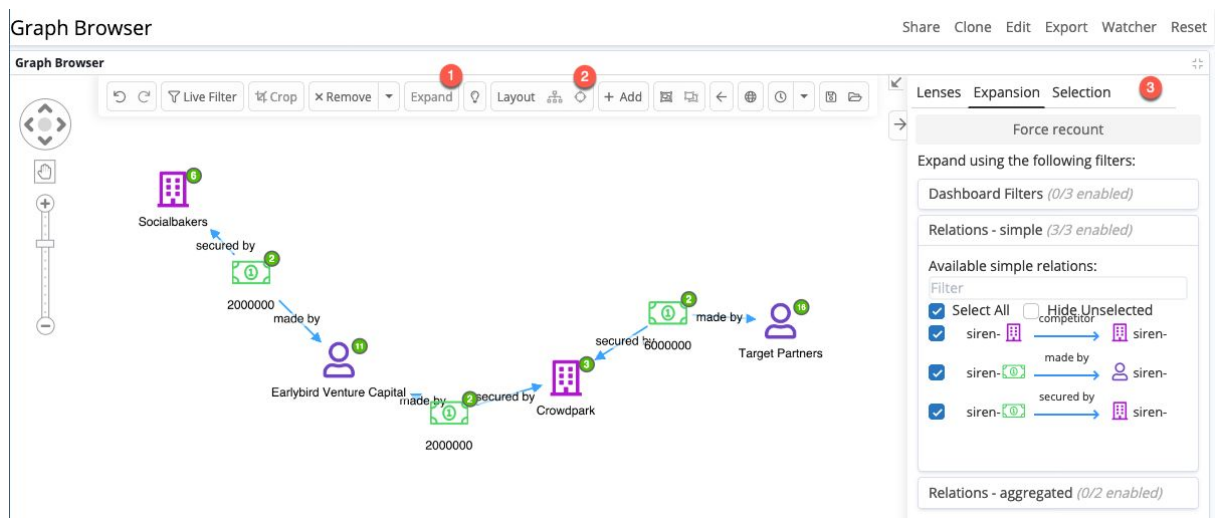 Graph Browser
Share Clone Edit Export Watcher Reset
Graph Browser
1
2
Live Filter Crop × Remove Expand Layout + Add
Lenses Expansion Selection
3
Force recount
Expand using the following filters:
Dashboard Filters (0/3 enabled)
Relations - simple (3/3 enabled)
Available simple relations:
Filter
Select All Hide Unselected
competitor
siren- siren-
made by
siren- siren-
secured by
siren- siren-
Relations - aggregated (0/2 enabled)
6
Socialbakers
secured by
2
1
2000000
made by
11
Earlybird Venture Capital
made by
2
1
2000000
secured by
3
Crowdpark
secured by
2
1
6000000
made by
16
Target Partners